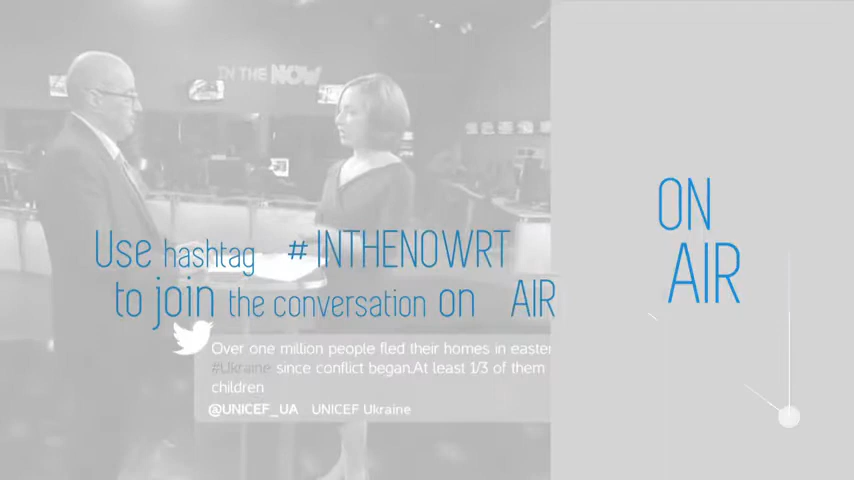 IN THE NOW
ON
AIR
Use hashtag #INTHENOWRT
to join the conversation on AIR
Over one million people fled their homes in easter
#Ukraine since conflict began.At least 1/3 of them
children
@UNICEF_UA UNICEF Ukraine